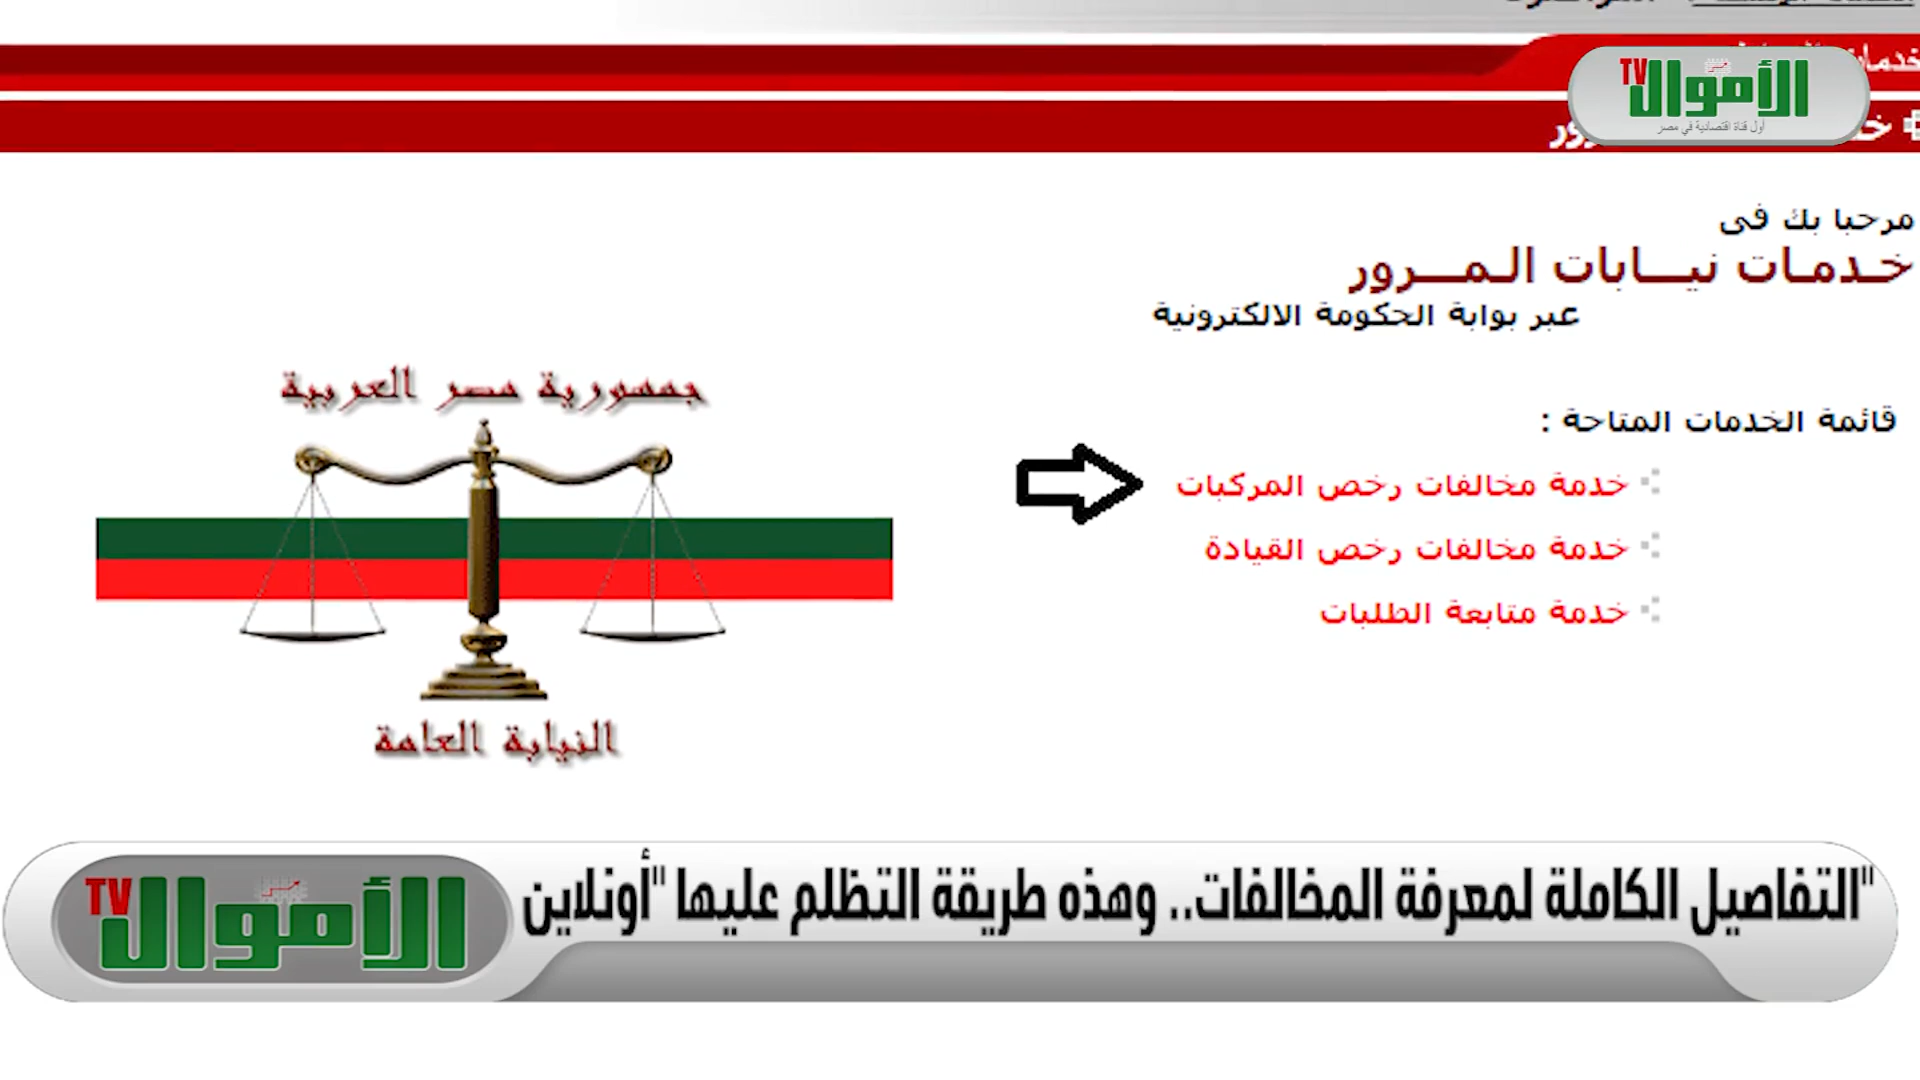 TV الأموال
أول قناة اقتصادية في مصر
مرحبا بك فى
خـدمـات نيـــابات الـمـــرور
عبر بوابة الحكومة الالكترونية
قائمة الخدمات المتاحة :
خدمة مخالفات رخص المركبات
خدمة مخالفات رخص القيادة
خدمة متابعة الطلبات
جمهورية مصر العربية
النيابة العامة
"التفاصيل الكاملة لمعرفة المخالفات.. وهذه طريقة التظلم عليها "أونلاين
TV الأموال